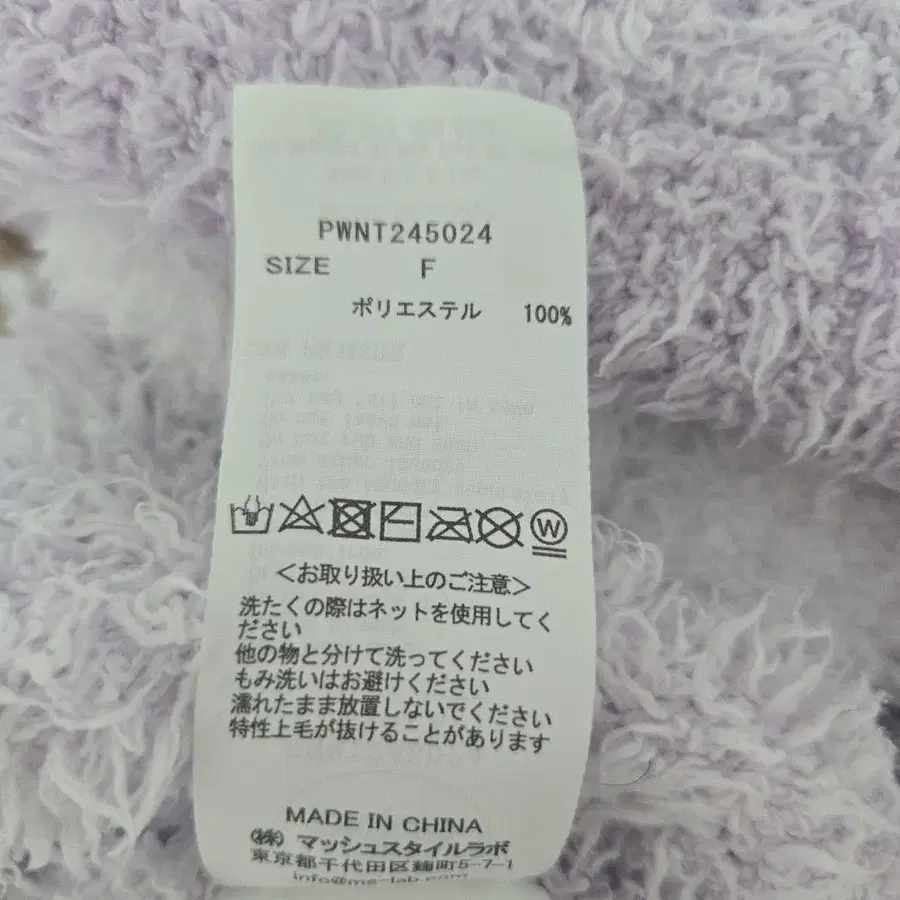 PWNT245024
SIZE F
ポリエステル 100%
W
＜お取り扱い上のご注意＞
洗たくの際はネットを使用してく
ださい
他の物と分けて洗ってください
もみ洗いはお避けください
濡れたまま放置しないでください
特性上毛が抜けることがあります
MADE IN CHINA
㈱ マッシュスタイルラボ
東京都千代田区麹町5-7-1
info@ms-lab.com